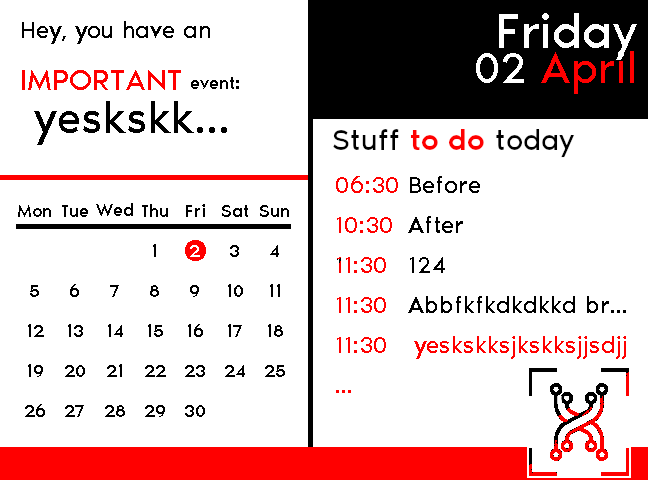 Hey, you have an
IMPORTANT event:
yeskskk...
Mon Tue Wed Thu Fri Sat Sun
1 2 3 4
5 6 7 8 9 10 11
12 13 14 15 16 17 18
19 20 21 22 23 24 25
26 27 28 29 30
Friday
02 April
Stuff to do today
06:30 Before
10:30 After
11:30 124
11:30 Abbfkfkdkdkkd br...
11:30 yeskskksjkskksjjsdjj
...